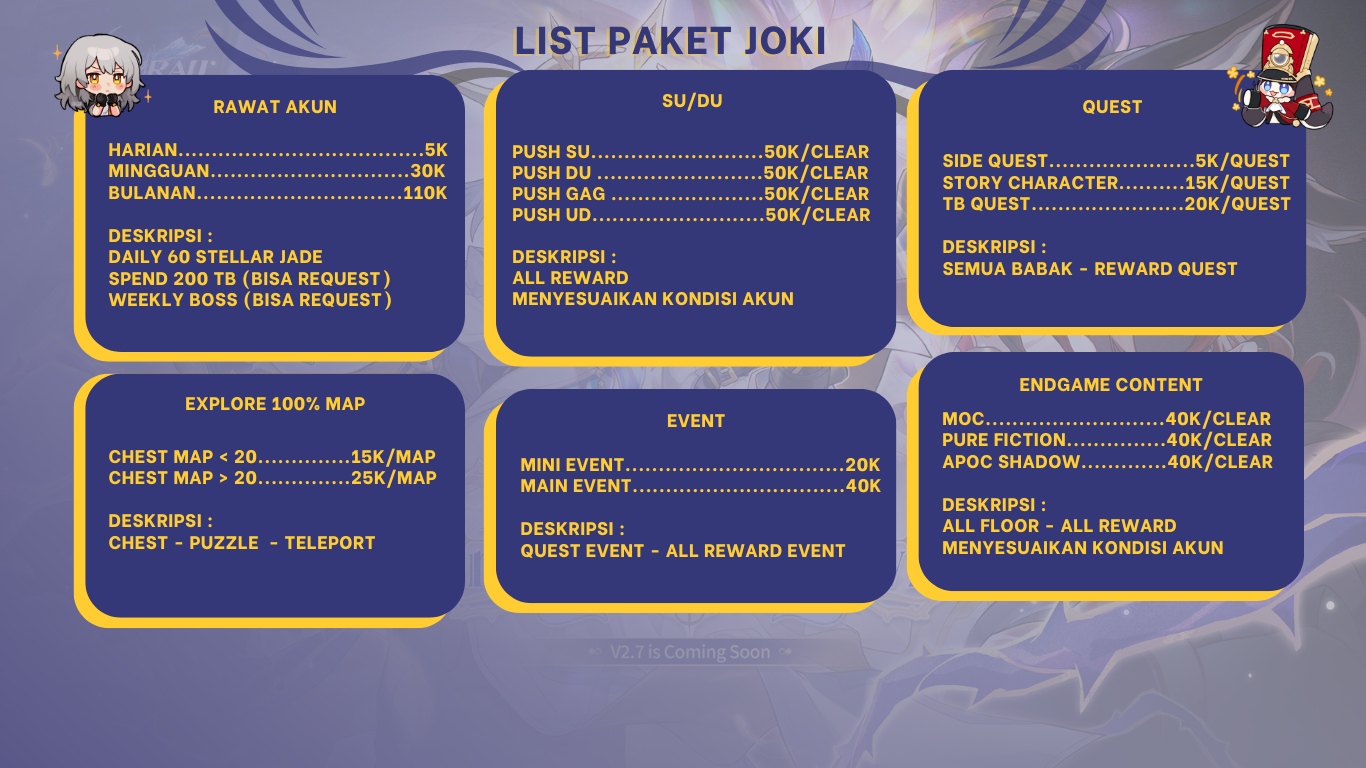 LIST PAKET JOKI
RAWAT AKUN
HARIAN.....................................5K
MINGGUAN..............................30K
BULANAN...............................110K
DESKRIPSI :
DAILY 60 STELLAR JADE
SPEND 200 TB (BISA REQUEST)
WEEKLY BOSS (BISA REQUEST)
SU/DU
PUSH SU..........................50K/CLEAR
PUSH DU .........................50K/CLEAR
PUSH GAG .......................50K/CLEAR
PUSH UD..........................50K/CLEAR
DESKRIPSI :
ALL REWARD
MENYESUAIKAN KONDISI AKUN
QUEST
SIDE QUEST......................5K/QUEST
STORY CHARACTER..........15K/QUEST
TB QUEST.......................20K/QUEST
DESKRIPSI :
SEMUA BABAK - REWARD QUEST
EXPLORE 100% MAP
CHEST MAP < 20..............15K/MAP
CHEST MAP > 20..............25K/MAP
DESKRIPSI :
CHEST - PUZZLE - TELEPORT
EVENT
MINI EVENT.................................20K
MAIN EVENT................................40K
DESKRIPSI :
QUEST EVENT - ALL REWARD EVENT
ENDGAME CONTENT
MOC...........................40K/CLEAR
PURE FICTION...............40K/CLEAR
APOC SHADOW.............40K/CLEAR
DESKRIPSI :
ALL FLOOR - ALL REWARD
MENYESUAIKAN KONDISI AKUN
V2.7 is Coming Soon